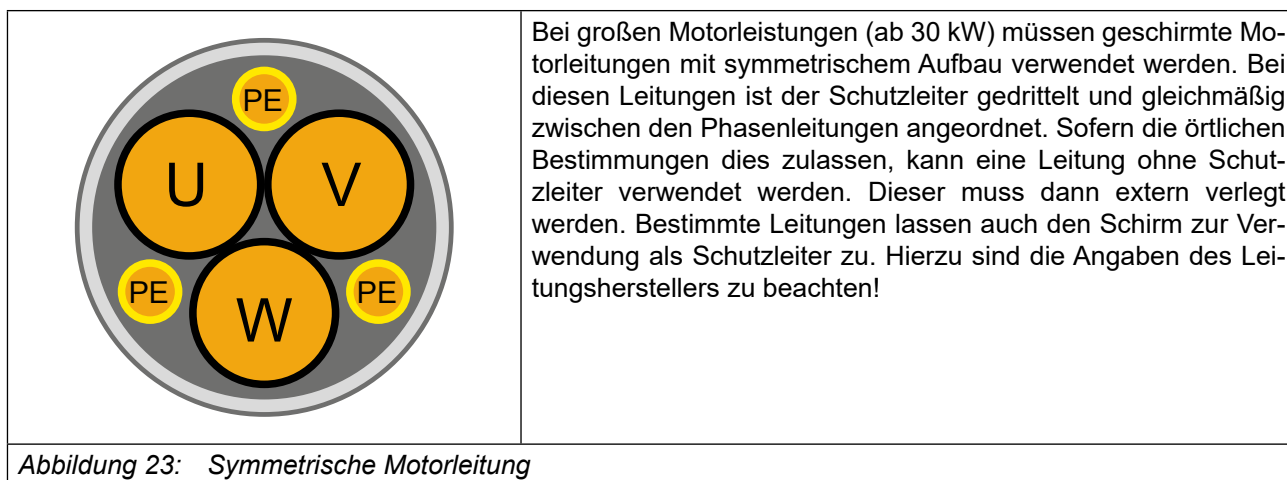 PE
U V
PE PE
W
Bei großen Motorleistungen (ab 30 kW) müssen geschirmte Mo-
torleitungen mit symmetrischem Aufbau verwendet werden. Bei
diesen Leitungen ist der Schutzleiter gedrittelt und gleichmäßig
zwischen den Phasenleitungen angeordnet. Sofern die örtlichen
Bestimmungen dies zulassen, kann eine Leitung ohne Schut-
zleiter verwendet werden. Dieser muss dann extern verlegt
werden. Bestimmte Leitungen lassen auch den Schirm zur Ver-
wendung als Schutzleiter zu. Hierzu sind die Angaben des Lei-
tungsherstellers zu beachten!
Abbildung 23: Symmetrische Motorleitung